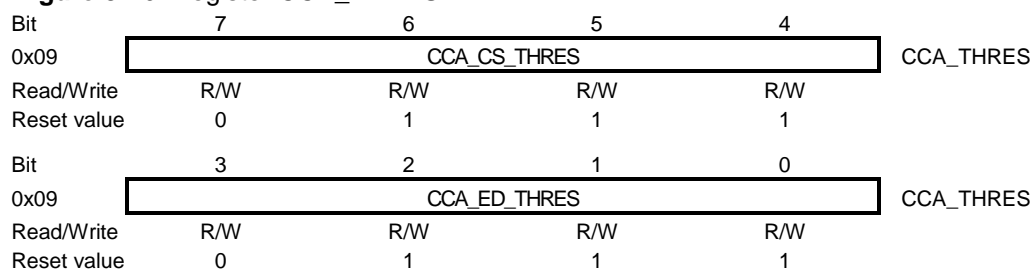 Bit 7 6 5 4
0x09 CCA_CS_THRES CCA_THRES
Read/Write R/W R/W R/W R/W
Reset value 0 1 1 1
Bit 3 2 1 0
0x09 CCA_ED_THRES CCA_THRES
Read/Write R/W R/W R/W R/W
Reset value 0 1 1 1